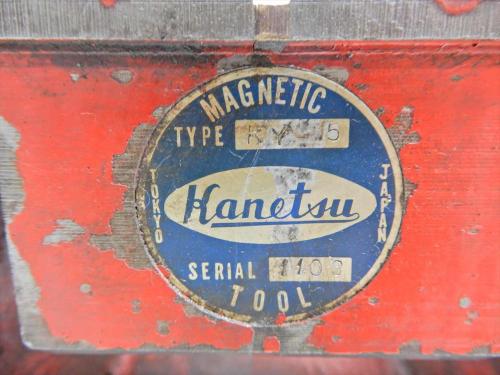 MAGNETIC
TYPE
TOKYO
JAPAN
Kanetsu
SERIAL
TOOL